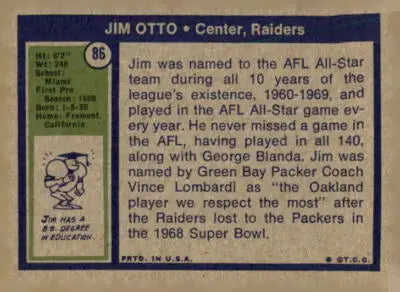 JIM OTTO • Center, Raiders
86
Ht: 6'2"
Wt: 248
School:
Miami
First Pro
Season: 1960
Born: 1-5-38
Home: Fremont,
California
JIM HAS A
B.S. DEGREE
IN EDUCATION.
Jim was named to the AFL All-Star
team during all 10 years of the
league's existence, 1960-1969, and
played in the AFL All-Star game ev-
ery year. He never missed a game in
the AFL, having played in all 140,
along with George Blanda. Jim was
named by Green Bay Packer Coach
Vince Lombardi as "the Oakland
player we respect the most" after
the Raiders lost to the Packers in
the 1968 Super Bowl.
PRTD. IN U.S.A.
* ©T.C.G.